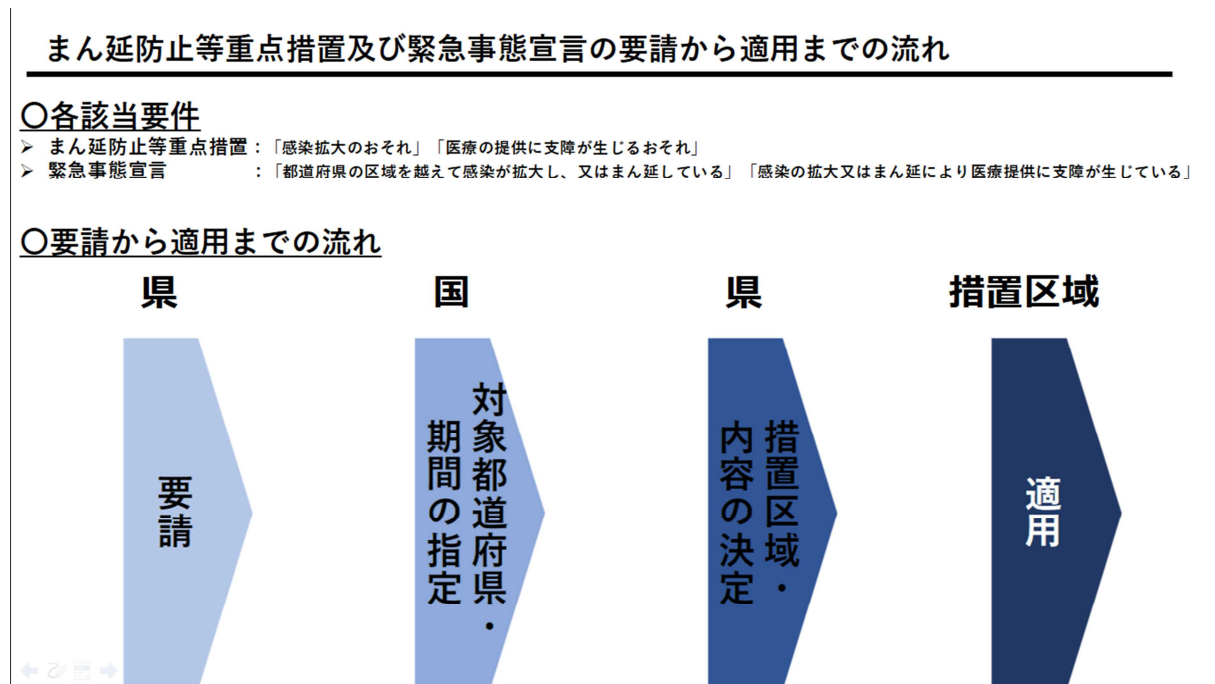 まん延防止等重点措置及び緊急事態宣言の要請から適用までの流れ
〇各該当要件
➢ まん延防止等重点措置：「感染拡大のおそれ」「医療の提供に支障が生じるおそれ」
➢ 緊急事態宣言　　　　：「都道府県の区域を越えて感染が拡大し、又はまん延している」「感染の拡大又はまん延により医療提供に支障が生じている」
〇要請から適用までの流れ
県
国
県
措置区域
要請
対象都道府県・
期間の指定
措置区域・
内容の決定
適用